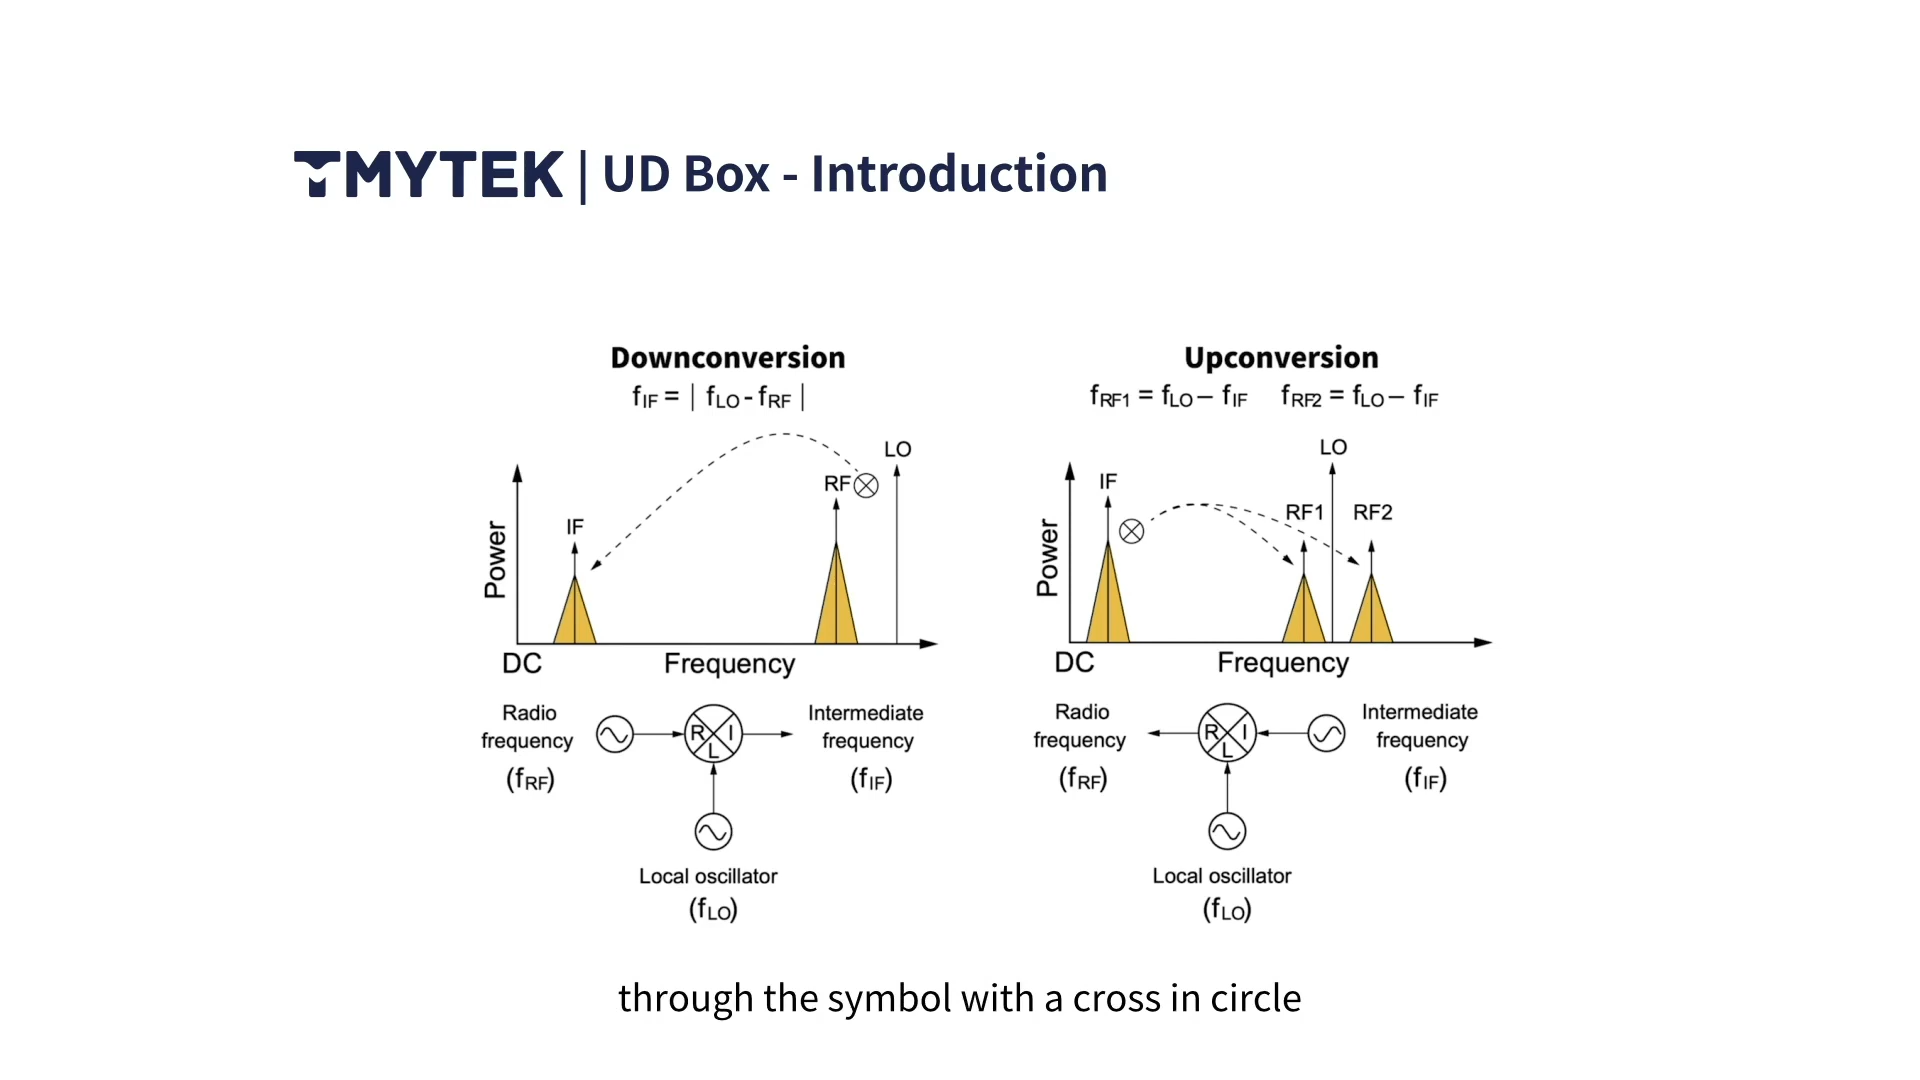 TMYTEK | UD Box - Introduction
Downconversion
fIF = | fLO - fRF |
LO
RF
IF
Power
DC
Frequency
Radio
frequency
(fRF)
R
I
L
Intermediate
frequency
(fIF)
Local oscillator
(fLO)
Upconversion
fRF1 = fLO – fIF fRF2 = fLO – fIF
LO
IF
RF1
RF2
Power
DC
Frequency
Radio
frequency
(fRF)
R
I
L
Intermediate
frequency
(fIF)
Local oscillator
(fLO)
through the symbol with a cross in circle